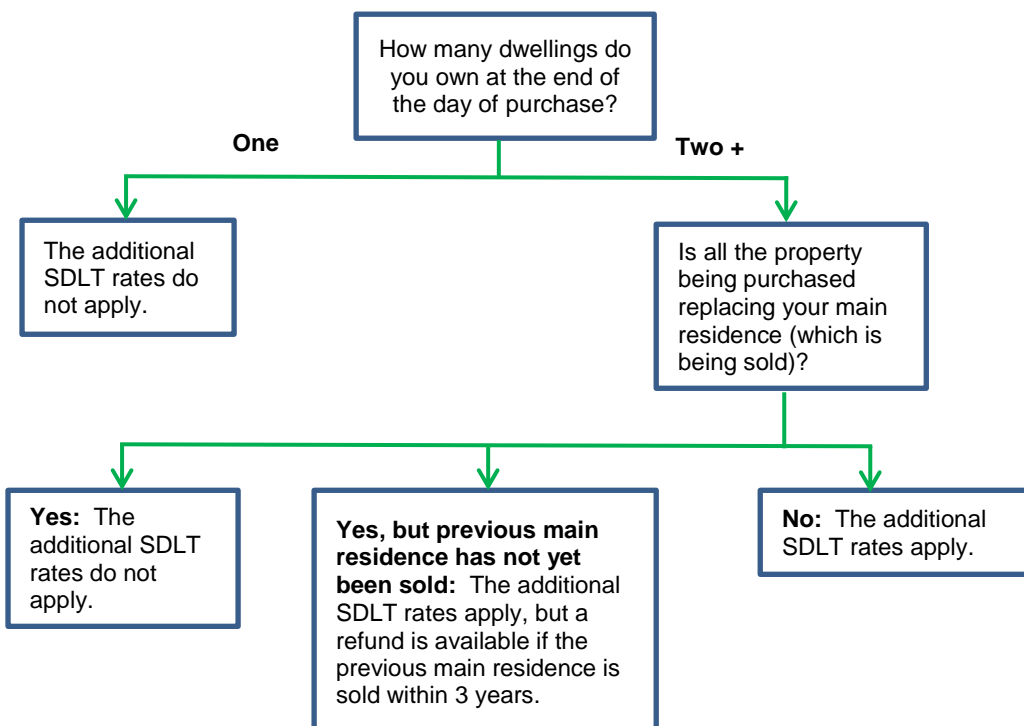 How many dwellings do
you own at the end of
the day of purchase?
One
Two +
The additional
SDLT rates do
not apply.
Is all the property
being purchased
replacing your main
residence (which is
being sold)?
Yes: The
additional SDLT
rates do not
apply.
Yes, but previous main
residence has not yet
been sold: The additional
SDLT rates apply, but a
refund is available if the
previous main residence is
sold within 3 years.
No: The additional
SDLT rates apply.